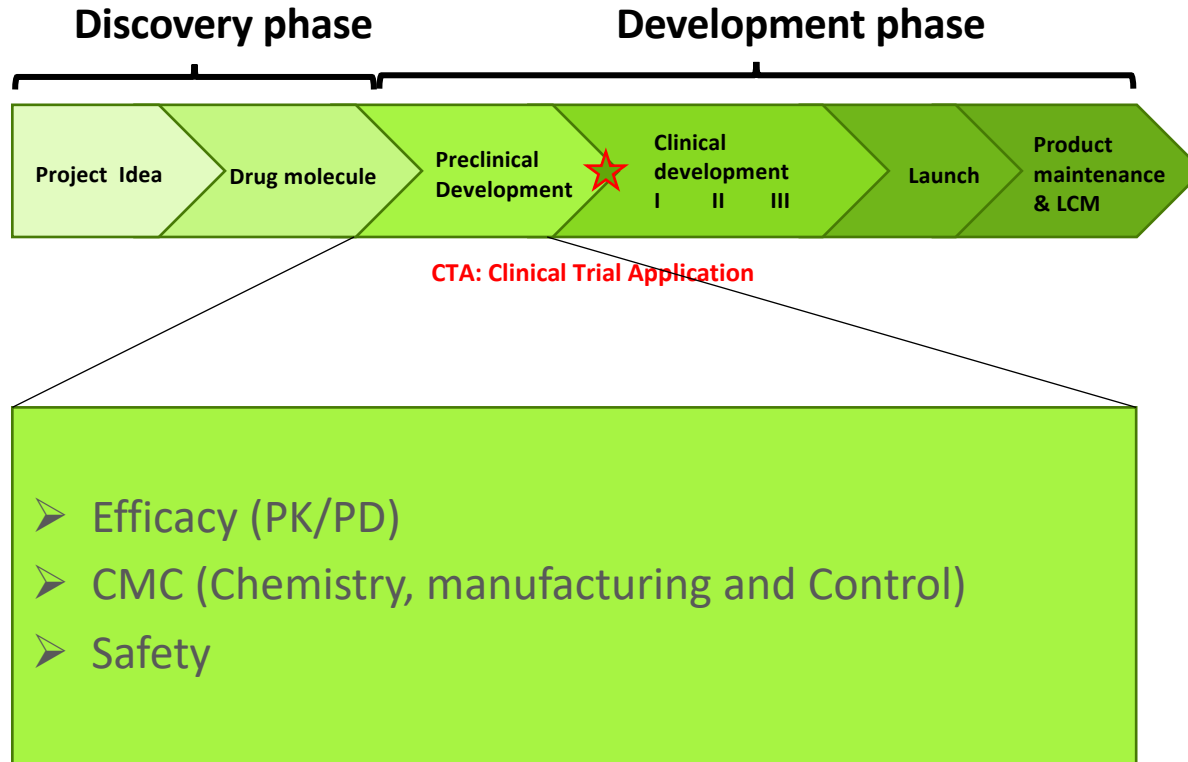 Discovery phase
Development phase
Project Idea
Drug molecule
Preclinical
Development
Clinical
development
I II III
Launch
Product
maintenance
& LCM
CTA: Clinical Trial Application
➢ Efficacy (PK/PD)
➢ CMC (Chemistry, manufacturing and Control)
➢ Safety